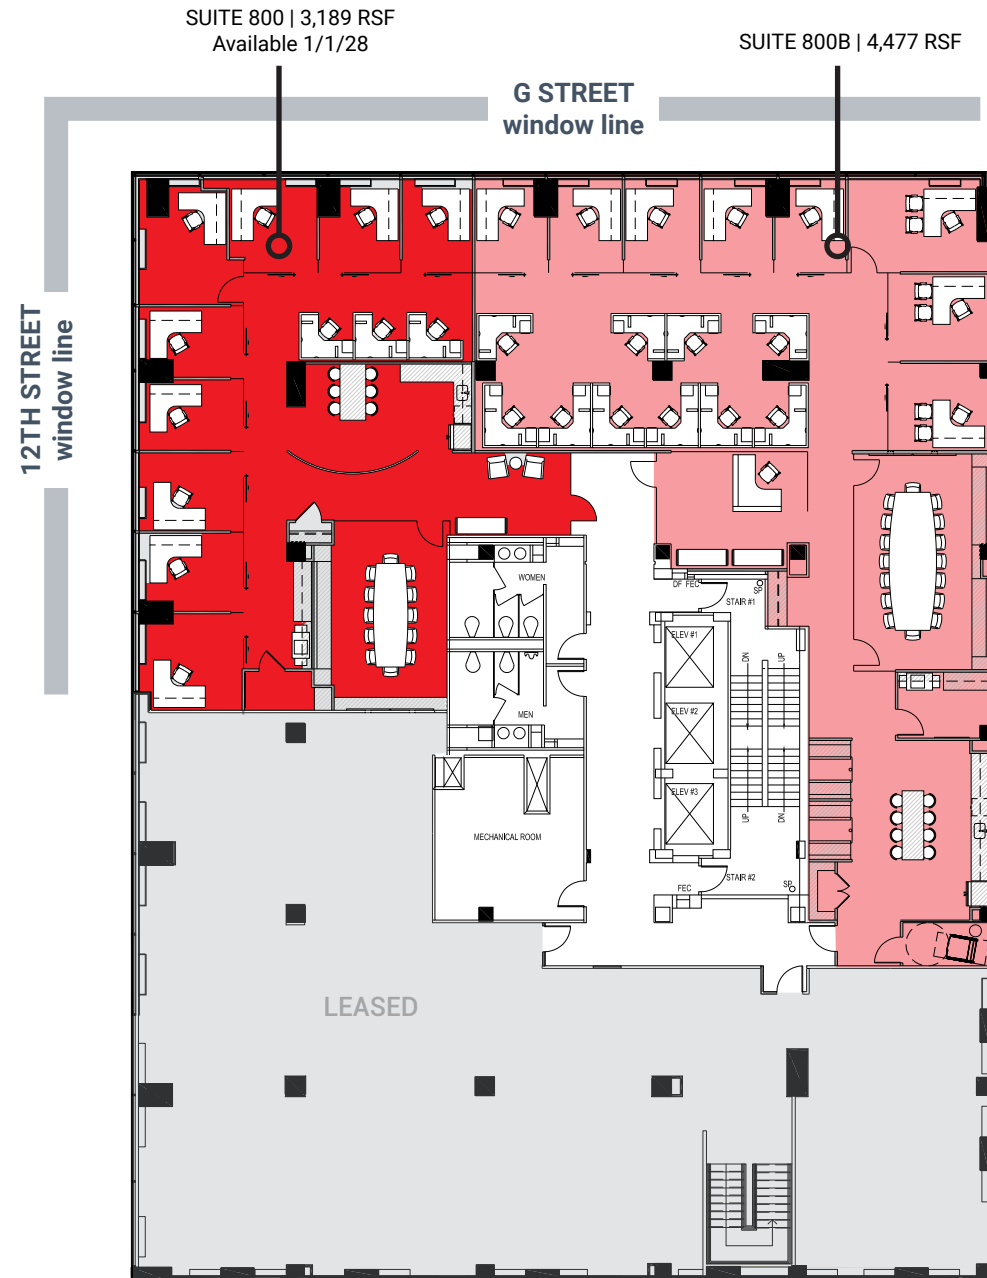 SUITE 800 | 3,189 RSF
Available 1/1/28
SUITE 800B | 4,477 RSF
G STREET
window line
12TH STREET
window line
WOMEN
DF FEC
SP
STAIR #1
ELEV #1
DN
UP
MEN
ELEV #2
ELEV #3
UP
DN
MECHANICAL ROOM
STAIR #2
FEC
SP
LEASED